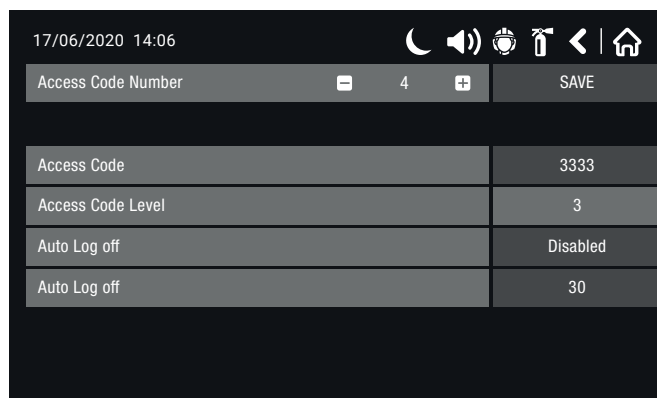 17/06/2020 14:06
Access Code Number 4 SAVE
Access Code 3333
Access Code Level 3
Auto Log off Disabled
Auto Log off 30